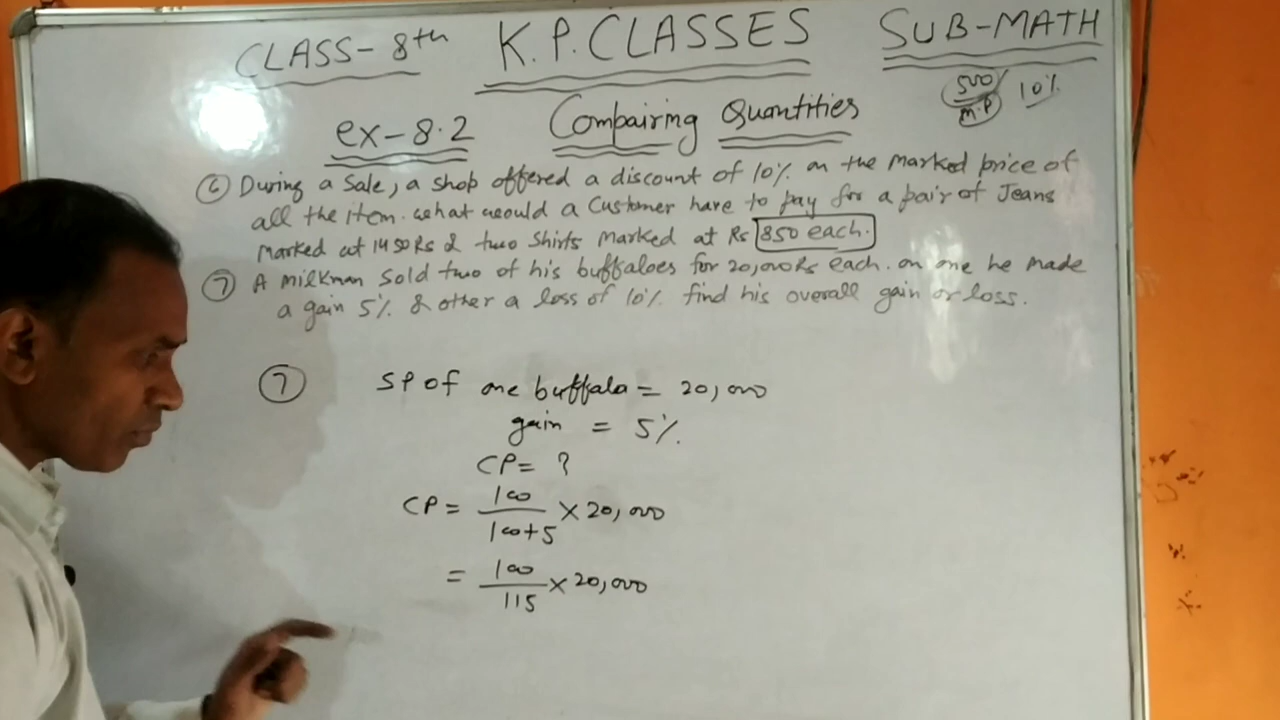 CLASS-8th K.P.CLASSES SUB-MATH
500/M.P 10%
ex-8.2 Compairing Quantities
⑥ During a Sale, a shop offered a discount of 10% on the marked price of
all the item. what would a Customer have to pay for a pair of Jeans
marked at 1450Rs & two Shirts marked at Rs 850 each.
⑦ A milkman sold two of his buffaloes for 20,000Rs each. on one he made
a gain 5% & other a loss of 10% find his overall gain or loss.
⑦ SP of one buffalo = 20,000
gain = 5%.
CP = ?
CP = 100/100+5 × 20,000
= 100/115 × 20,000